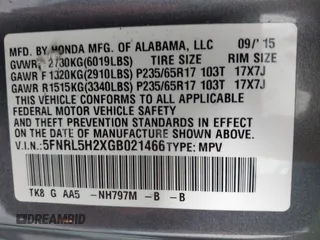 MFD. BY HONDA MFG. OF ALABAMA, LLC 09/'15
GVWR 2730KG(6019LBS) TIRE SIZE RIM SIZE
GAWR F 1320KG(2910LBS) P235/65R17 103T 17X7J
GAWR R 1515KG(3340LBS) P235/65R17 103T 17X7J
THIS VEHICLE CONFORMS TO ALL APPLICABLE
FEDERAL MOTOR VEHICLE SAFETY AND
THEFT PREVENTION STANDARDS IN EFFECT ON
THE DATE OF MANUFACTURE SHOWN ABOVE.
V.I.N.: 5FNRL5H2XGB021466 TYPE: MPV
TK8 G AA5 -NH797M -B -B
DREAMBID